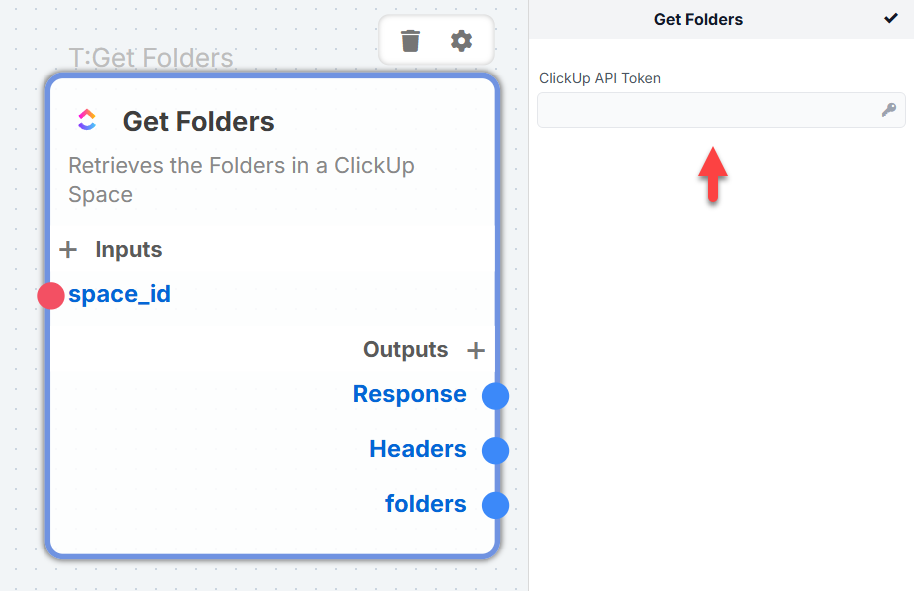 T:Get Folders
Get Folders
Retrieves the Folders in a ClickUp
Space
Inputs
space_id
Outputs
Response
Headers
folders
Get Folders
ClickUp API Token